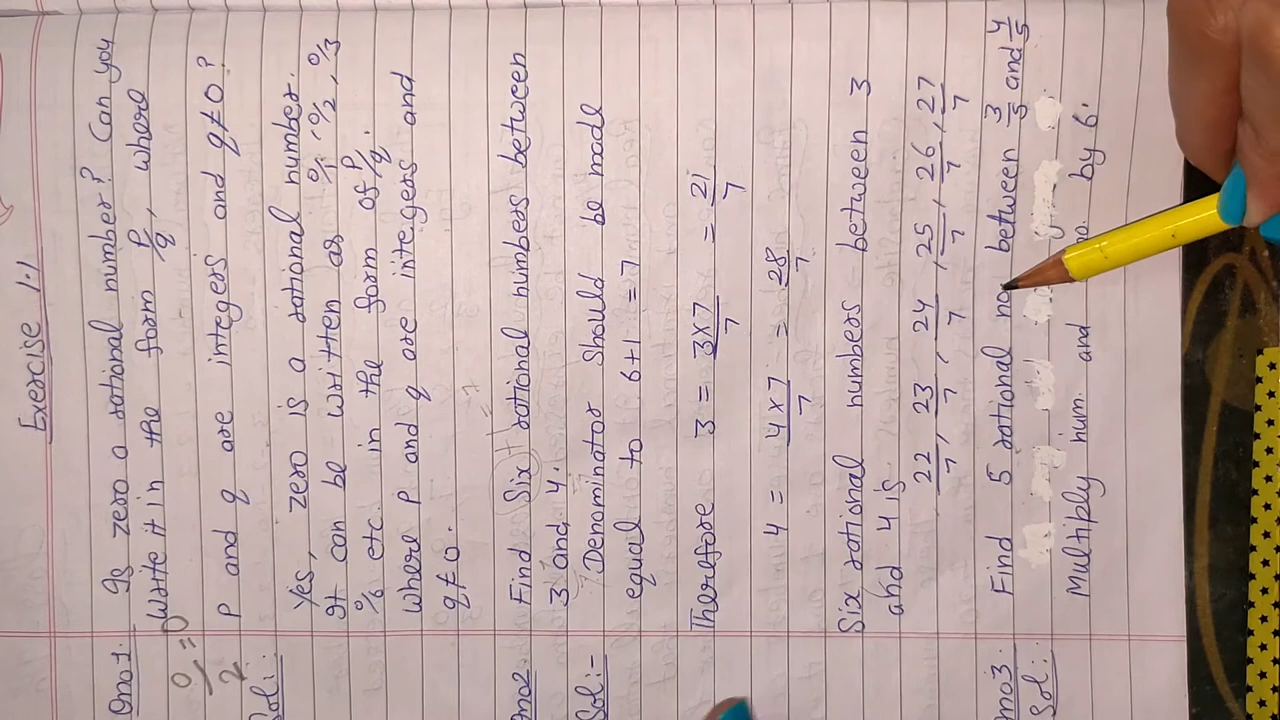 Exercise 1.1
Qno1. Is zero a rational number? Can you
write it in the form p/q, where
p and q are integers and q≠0?
0/2 = 0
Sol:-
Yes, zero is a rational number.
It can be written as 0/1, 0/2, 0/3
% etc. in the form of p/q.
where p and q are integers and
q≠0.
no2 Find Six rational numbers between
3 and 4.
Sol:- Denominator Should be made
equal to 6+1=7
Therefore 3 = 3×7/7 = 21/7
4 = 4×7/7 = 28/7
Six rational numbers between 3
and 4 is
22/7, 23/7, 24/7, 25/7, 26/7, 27/7
no3. Find 5 rational no between 3/5 and 4/5
Sol:- Multiply num. and by 6.